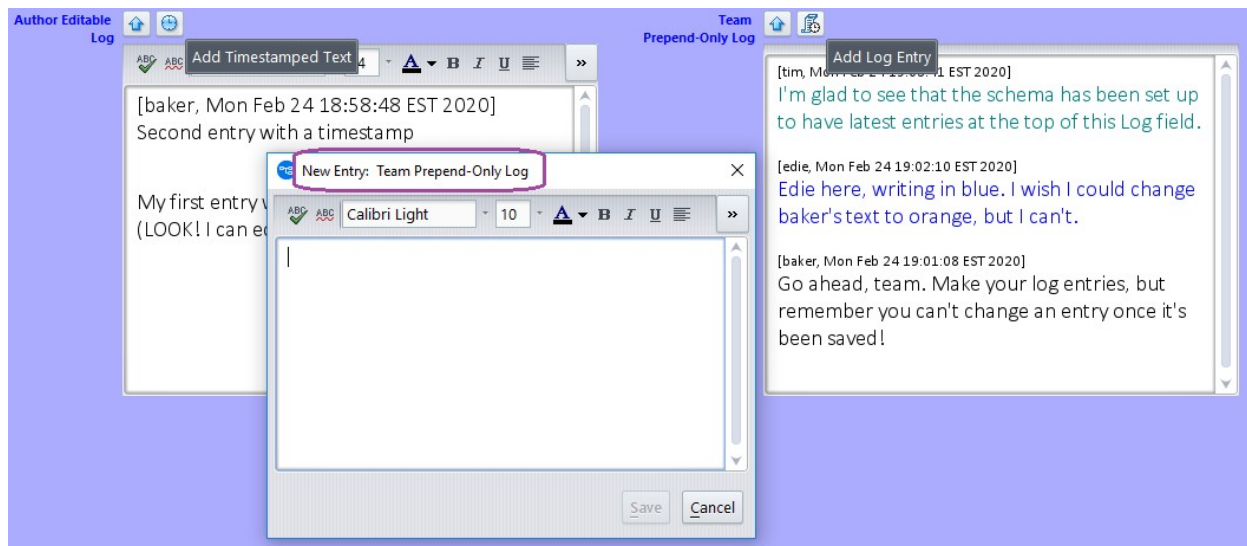 Author Editable
Log
Add Timestamped Text
ABC ABC 4 A B I U »
[baker, Mon Feb 24 18:58:48 EST 2020]
Second entry with a timestamp
My first entry
(LOOK! I can
New Entry: Team Prepend-Only Log
ABC ABC Calibri Light 10 A B I U »
Save Cancel
Team
Prepend-Only Log
Add Log Entry
[tim, EST 2020]
I'm glad to see that the schema has been set up
to have latest entries at the top of this Log field.
[edie, Mon Feb 24 19:02:10 EST 2020]
Edie here, writing in blue. I wish I could change
baker's text to orange, but I can't.
[baker, Mon Feb 24 19:01:08 EST 2020]
Go ahead, team. Make your log entries, but
remember you can't change an entry once it's
been saved!